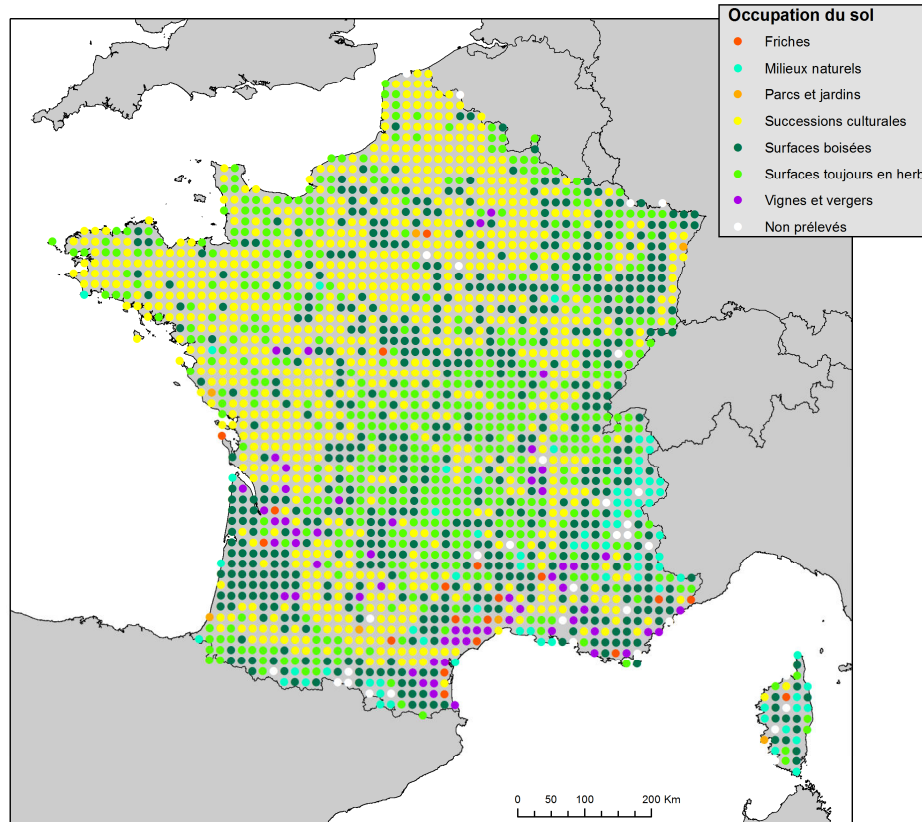 Occupation du sol
Friches
Milieux naturels
Parcs et jardins
Successions culturales
Surfaces boisées
Surfaces toujours en herb
Vignes et vergers
Non prélevés
0 50 100 200 Km